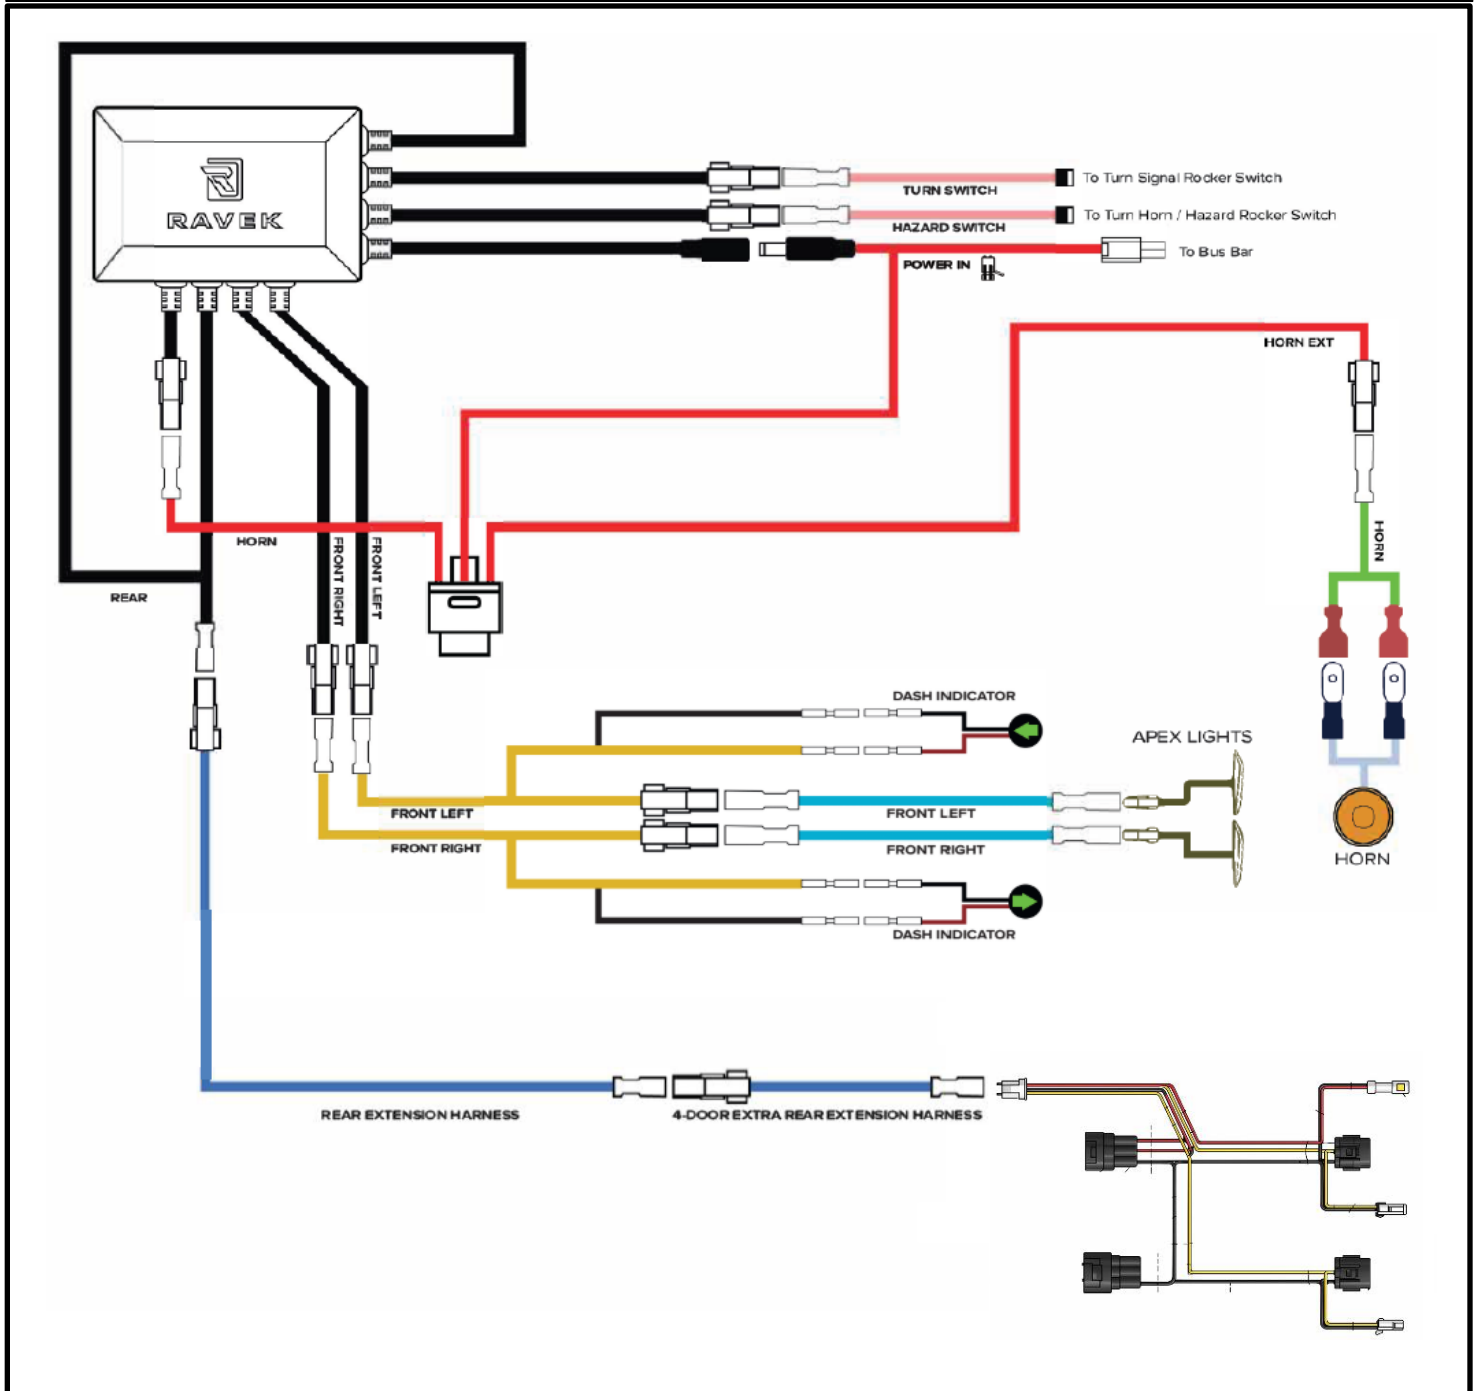 RAVEK
TURN SWITCH
To Turn Signal Rocker Switch
HAZARD SWITCH
To Turn Horn / Hazard Rocker Switch
POWER IN
To Bus Bar
HORN EXT
HORN
HORN
FRONT RIGHT
FRONT LEFT
REAR
DASH INDICATOR
APEX LIGHTS
FRONT LEFT
FRONT LEFT
FRONT RIGHT
FRONT RIGHT
HORN
DASH INDICATOR
REAR EXTENSION HARNESS
4-DOOR EXTRA REAR EXTENSION HARNESS